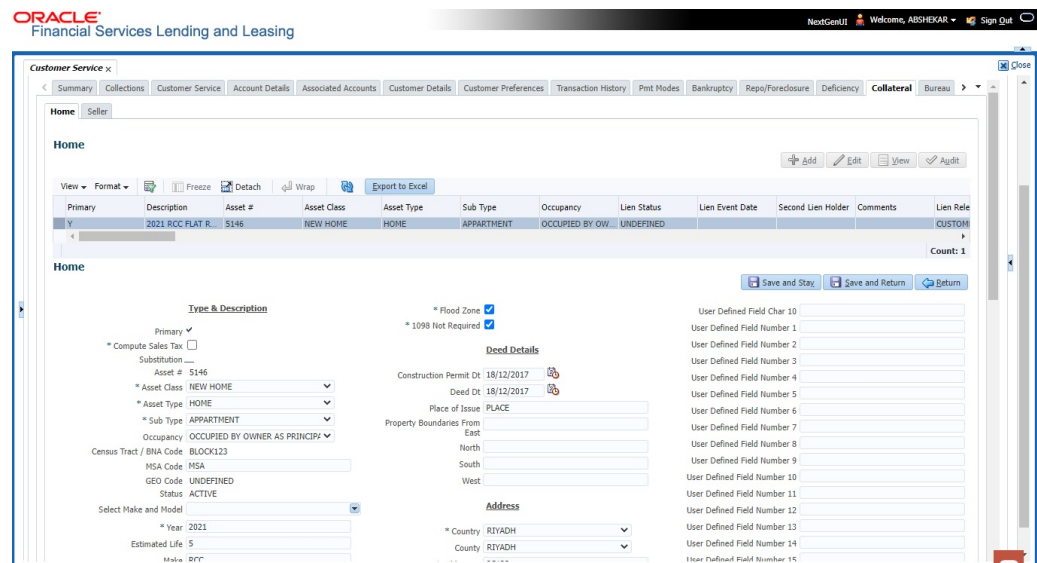 ORACLE
Financial Services Lending and Leasing
NextGenUI Welcome, ABSHEKAR Sign Out
Customer Service x
Close
Summary Collections Customer Service Account Details Associated Accounts Customer Details Customer Preferences Transaction History Pmt Modes Bankruptcy Repo/Foreclosure Deficiency Collateral Bureau
Home Seller
Home
Add Edit View Audit
View Format Freeze Detach Wrap Export to Excel
Primary Description Asset # Asset Class Asset Type Sub Type Occupancy Lien Status Lien Event Date Second Lien Holder Comments Lien Rele
Y 2021 RCC FLAT R... 5146 NEW HOME HOME APPARTMENT OCCUPIED BY OW... UNDEFINED CUSTOM
Count: 1
Home
Save and Stay Save and Return Return
Type & Description
Primary
* Compute Sales Tax
Substitution
Asset # 5146
* Asset Class NEW HOME
* Asset Type HOME
* Sub Type APPARTMENT
Occupancy OCCUPIED BY OWNER AS PRINCIPA
Census Tract / BNA Code BLOCK123
MSA Code MSA
GEO Code UNDEFINED
Status ACTIVE
Select Make and Model
* Year 2021
Estimated Life 5
Make RCC
* Flood Zone
* 1098 Not Required
Deed Details
Construction Permit Dt 18/12/2017
Deed Dt 18/12/2017
Place of Issue PLACE
Property Boundaries From
East
North
South
West
Address
* Country RIYADH
County RIYADH
User Defined Field Char 10
User Defined Field Number 1
User Defined Field Number 2
User Defined Field Number 3
User Defined Field Number 4
User Defined Field Number 5
User Defined Field Number 6
User Defined Field Number 7
User Defined Field Number 8
User Defined Field Number 9
User Defined Field Number 10
User Defined Field Number 11
User Defined Field Number 12
User Defined Field Number 13
User Defined Field Number 14
User Defined Field Number 15